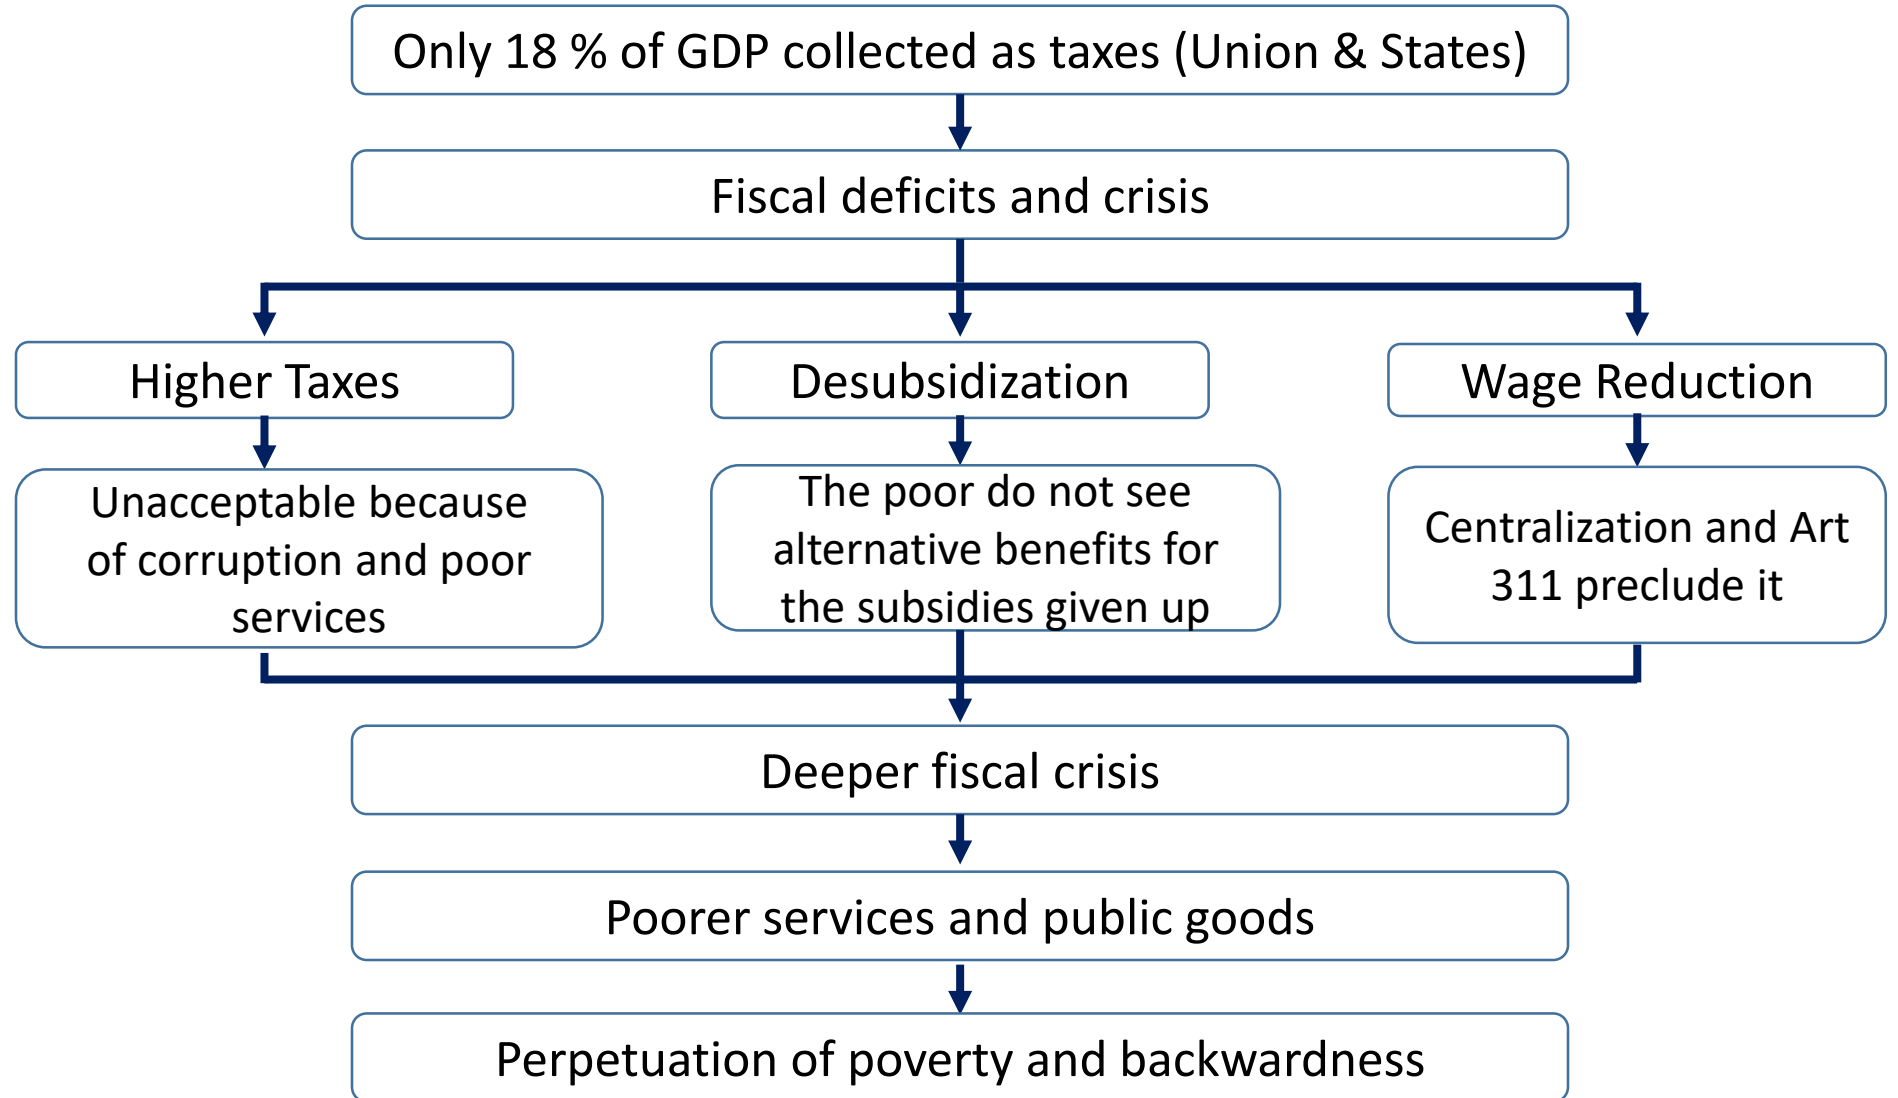 Only 18 % of GDP collected as taxes (Union & States)
Fiscal deficits and crisis
Higher Taxes
Desubsidization
Wage Reduction
Unacceptable because
of corruption and poor
services
The poor do not see
alternative benefits for
the subsidies given up
Centralization and Art
311 preclude it
Deeper fiscal crisis
Poorer services and public goods
Perpetuation of poverty and backwardness